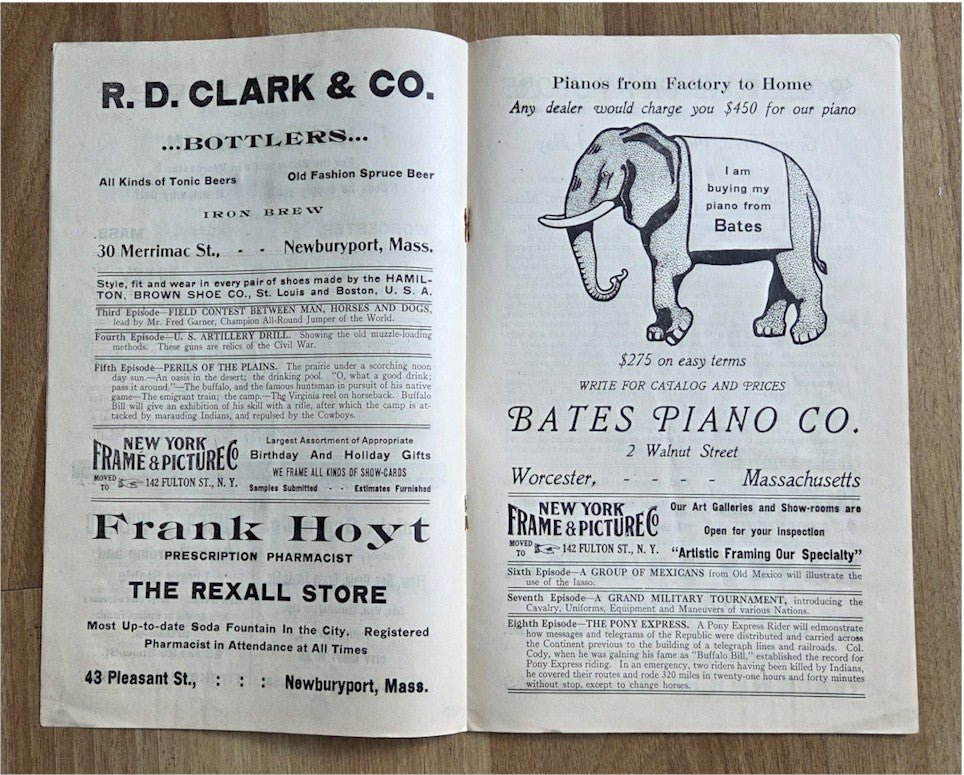 R. D. CLARK & CO.
...BOTTLERS...
All Kinds of Tonic Beers Old Fashion Spruce Beer
IRON BREW
30 Merrimac St., - - Newburyport, Mass.
Style, fit and wear in every pair of shoes made by the HAMIL-
TON, BROWN SHOE CO., St. Louis and Boston, U. S. A.
Third Episode—FIELD CONTEST BETWEEN MAN, HORSES AND DOGS,
lead by Mr. Fred Garner, Champion All-Round Jumper of the World.
Fourth Episode—U. S. ARTILLERY DRILL. Showing the old muzzle-loading
methods. These guns are relics of the Civil War.
Fifth Episode—PERILS OF THE PLAINS. The prairie under a scorching noon
day sun.—An oasis in the desert; the drinking pool. "O, what a good drink;
pass it around."—The buffalo, and the famous huntsman in pursuit of his native
game—The emigrant train; the camp.—Thg Virginia reel on horseback. Buffalo
Bill will give an exhibition of his skill with a rifle, after which the camp is at-
tacked by marauding Indians, and repulsed by the Cowboys.
NEW YORK
FRAME & PICTURE CO
MOVED TO 142 FULTON ST., N. Y.
Largest Assortment of Appropriate
Birthday And Holiday Gifts
WE FRAME ALL KINDS OF SHOW-CARDS
Samples Submitted - - Estimates Furnished
Frank Hoyt
PRESCRIPTION PHARMACIST
THE REXALL STORE
Most Up-to-date Soda Fountain In the City. Registered
Pharmacist in Attendance at All Times
43 Pleasant St., : : : Newburyport, Mass.
Pianos from Factory to Home
Any dealer would charge you $450 for our piano
I am
buying my
piano from
Bates
$275 on easy terms
WRITE FOR CATALOG AND PRICES
BATES PIANO CO.
2 Walnut Street
Worcester, - - - - Massachusetts
NEW YORK
FRAME & PICTURE CO
MOVED TO 142 FULTON ST., N. Y.
Our Art Galleries and Show-rooms are
Open for your inspection
"Artistic Framing Our Specialty"
Sixth Episode—A GROUP OF MEXICANS from Old Mexico will illustrate the
use of the lasso.
Seventh Episode—A GRAND MILITARY TOURNAMENT, introducing the
Cavalry, Uniforms, Equipment and Maneuvers of various Nations.
Eighth Episode—THE PONY EXPRESS. A Pony Express Rider will edmonstrate
how messages and telegrams of the Republic were distributed and carried across
the Continent previous to the building of a telegraph lines and railroads. Col.
Cody, when he was gaining his fame as "Buffalo Bill," established the record for
Pony Express riding. In an emergency, two riders having been killed by Indians,
he covered their routes and rode 320 miles in twenty-one hours and forty minutes
without stop, except to change horses.